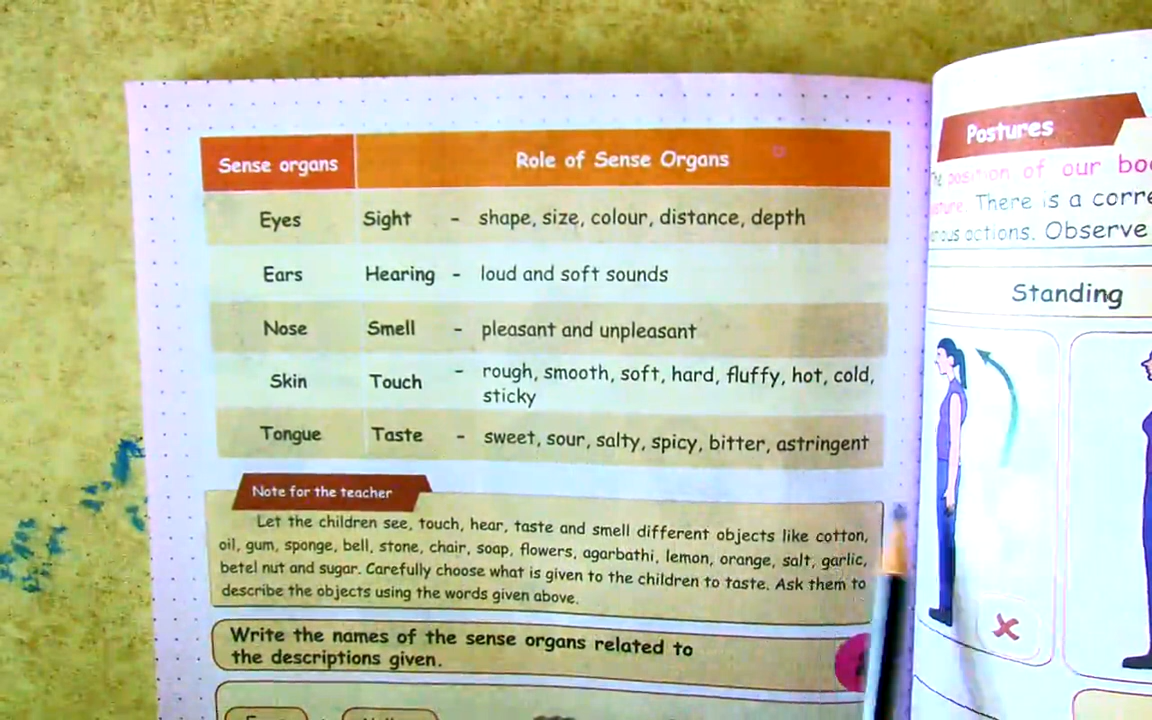 Sense organs Role of Sense Organs
Eyes Sight - shape, size, colour, distance, depth
Ears Hearing - loud and soft sounds
Nose Smell - pleasant and unpleasant
Skin Touch - rough, smooth, soft, hard, fluffy, hot, cold,
sticky
Tongue Taste - sweet, sour, salty, spicy, bitter, astringent
Note for the teacher
Let the children see, touch, hear, taste and smell different objects like cotton,
oil, gum, sponge, bell, stone, chair, soap, flowers, agarbathi, lemon, orange, salt, garlic,
betel nut and sugar. Carefully choose what is given to the children to taste. Ask them to
describe the objects using the words given above.
Write the names of the sense organs related to
the descriptions given.
Postures
position of our
There is a
actions. Observe
Standing